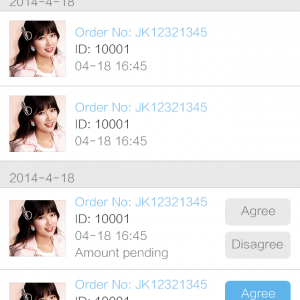 2014-4-18
Order No: JK12321345
ID: 10001
04-18 16:45
Order No: JK12321345
ID: 10001
04-18 16:45
2014-4-18
Order No: JK12321345
ID: 10001
04-18 16:45
Amount pending
Agree
Disagree
Order No: JK12321345
ID: 10001
Agree